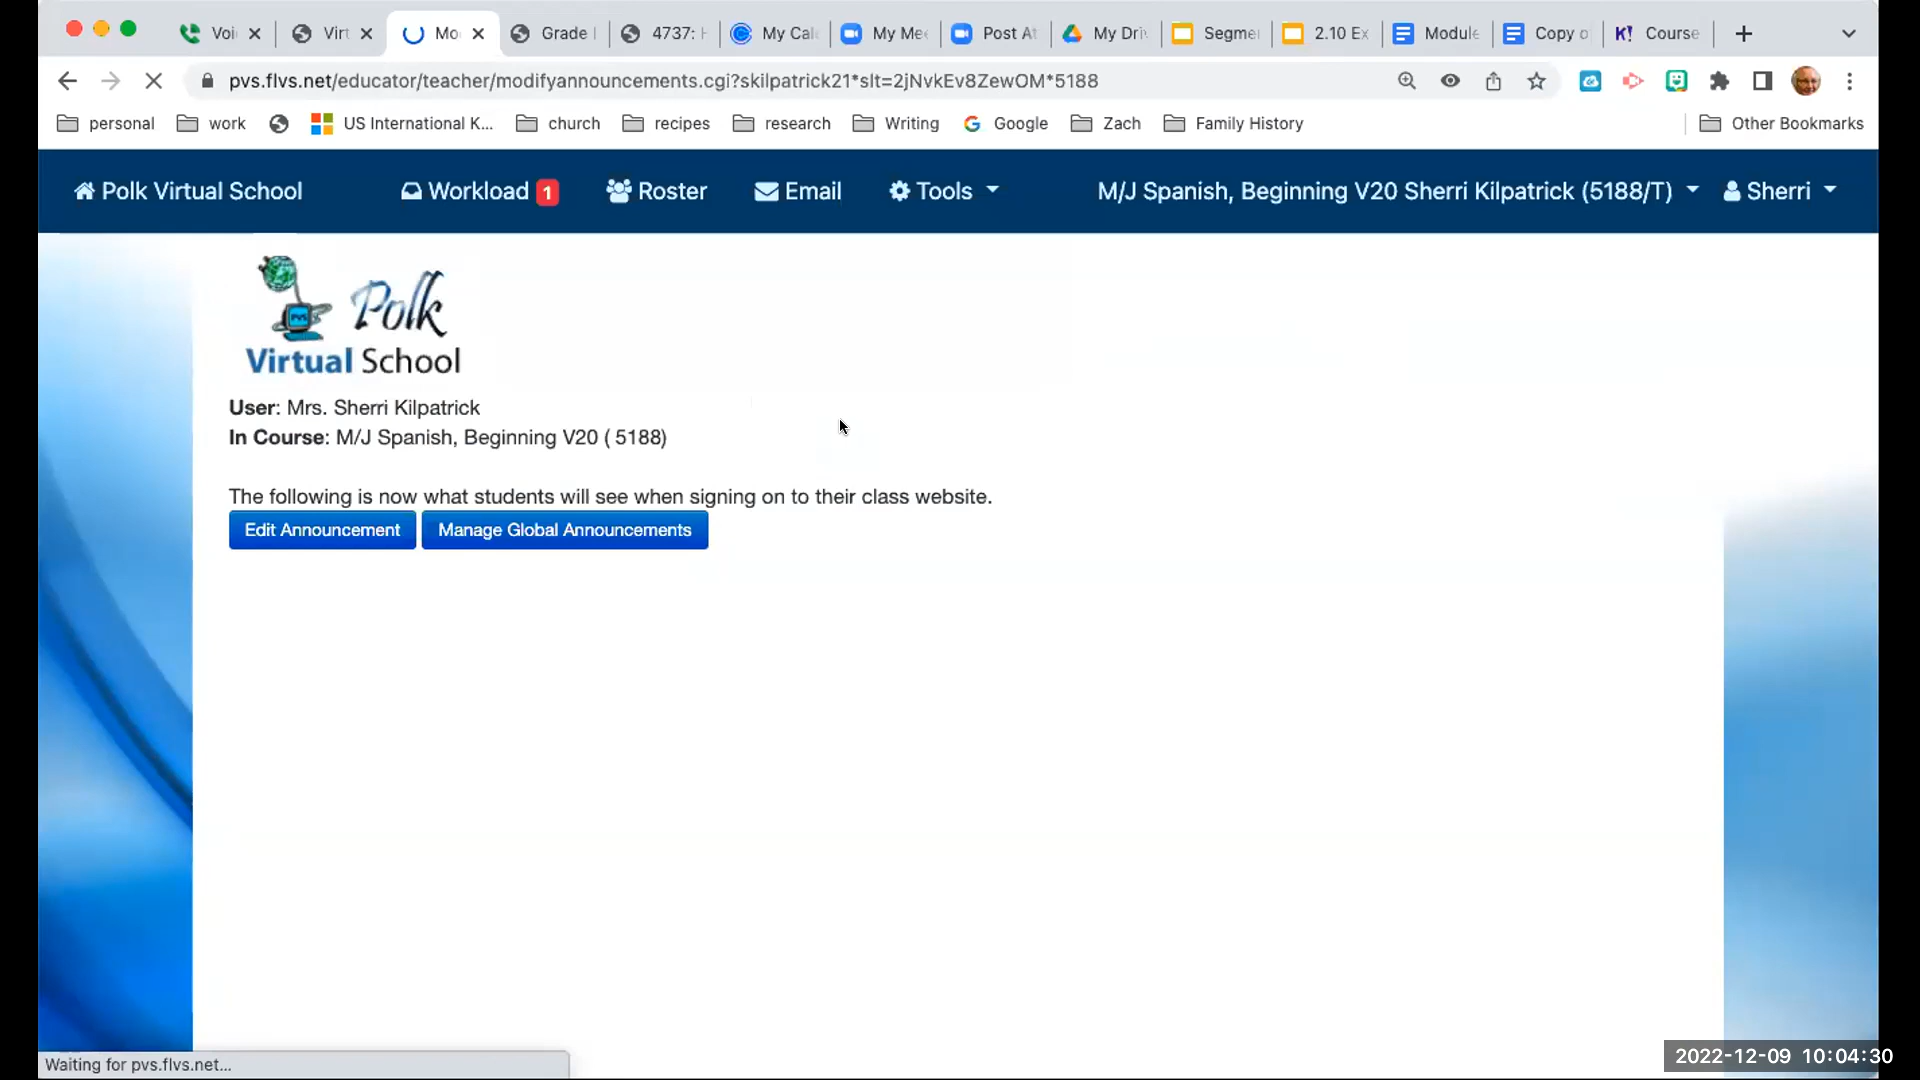 Voi
Virt
Mo
Grade
4737: H
My Cal
My Me
Post At
My Driv
Segme
2.10 Ex
Module
Copy o
K! Course
pvs.flvs.net/educator/teacher/modifyannouncements.cgi?skilpatrick21*slt=2jNvkEv8ZewOM*5188
personal work US International K... church recipes research Writing Google Zach Family History Other Bookmarks
Polk Virtual School Workload 1 Roster Email Tools M/J Spanish, Beginning V20 Sherri Kilpatrick (5188/T) Sherri
PVS Polk
Virtual School
User: Mrs. Sherri Kilpatrick
In Course: M/J Spanish, Beginning V20 ( 5188)
The following is now what students will see when signing on to their class website.
Edit Announcement Manage Global Announcements
Waiting for pvs.flvs.net...
2022-12-09 10:04:30